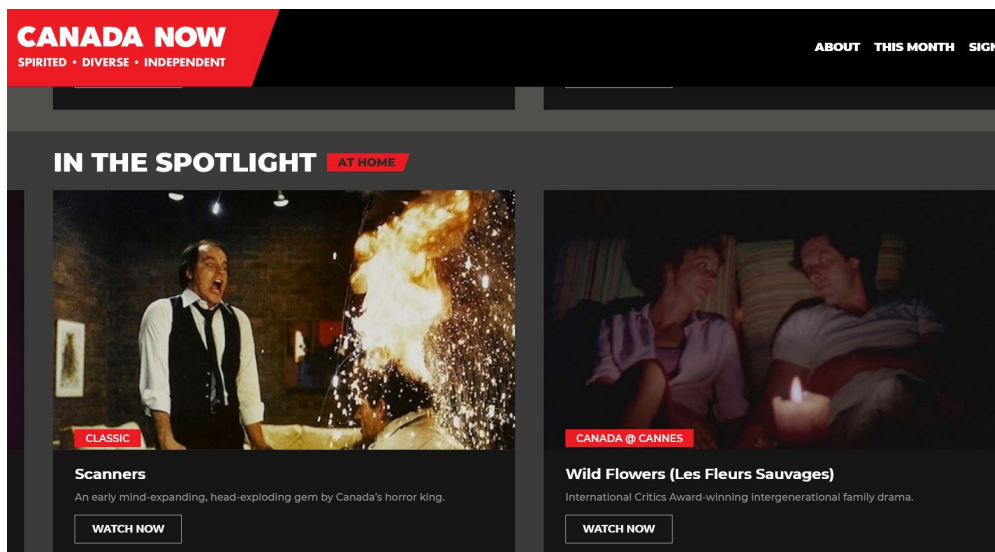 CANADA NOW
SPIRITED • DIVERSE • INDEPENDENT
ABOUT THIS MONTH SIGN
IN THE SPOTLIGHT AT HOME
CLASSIC
Scanners
An early mind-expanding, head-exploding gem by Canada's horror king.
WATCH NOW
CANADA @ CANNES
Wild Flowers (Les Fleurs Sauvages)
International Critics Award-winning intergenerational family drama.
WATCH NOW